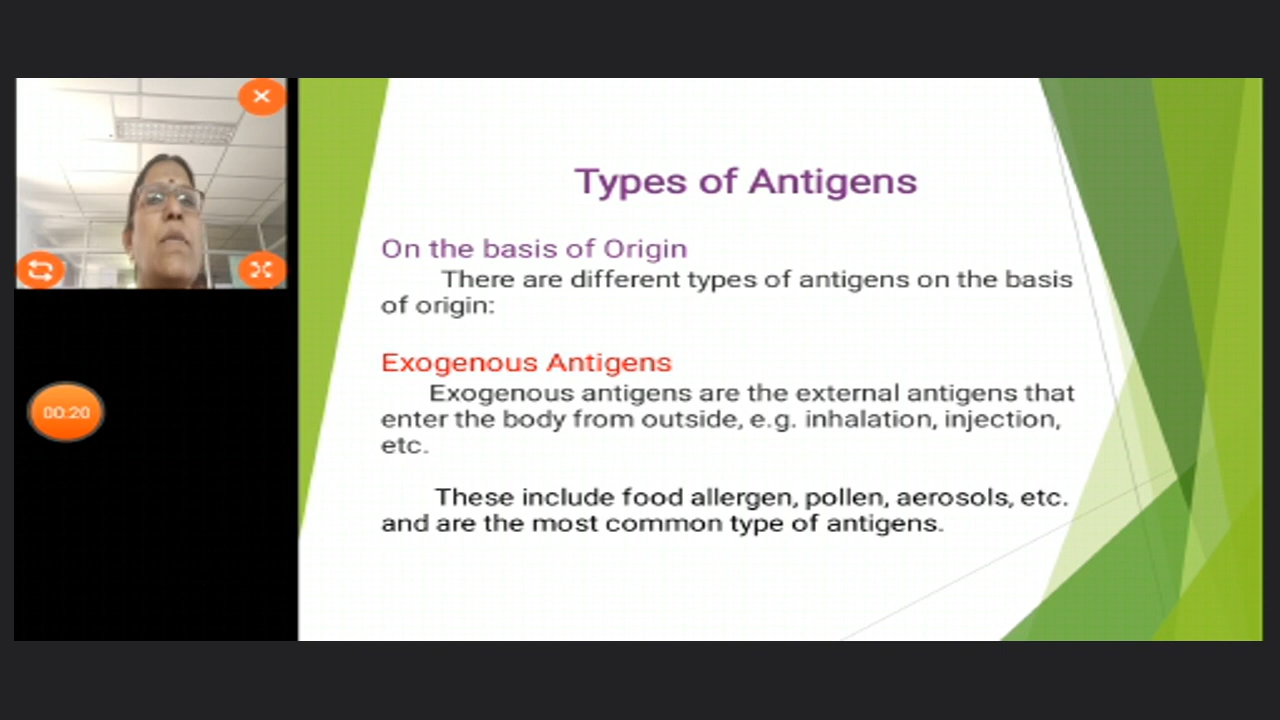 Types of Antigens
On the basis of Origin
There are different types of antigens on the basis
of origin:
Exogenous Antigens
Exogenous antigens are the external antigens that
enter the body from outside, e.g. inhalation, injection,
etc.
These include food allergen, pollen, aerosols, etc.
and are the most common type of antigens.
00:20